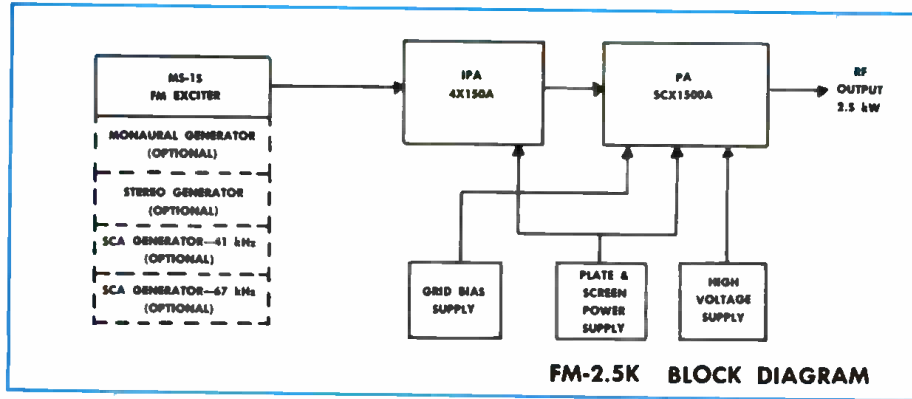 MS-15
FM EXCITER
MONAURAL GENERATOR
(OPTIONAL)
STEREO GENERATOR
(OPTIONAL)
SCA GENERATOR—41 kHz
(OPTIONAL)
SCA GENERATOR—67 kHz
(OPTIONAL)
IPA
4X150A
PA
5CX1500A
RF
OUTPUT
2.5 kW
GRID BIAS
SUPPLY
PLATE &
SCREEN
POWER
SUPPLY
HIGH
VOLTAGE
SUPPLY
FM-2.5K BLOCK DIAGRAM